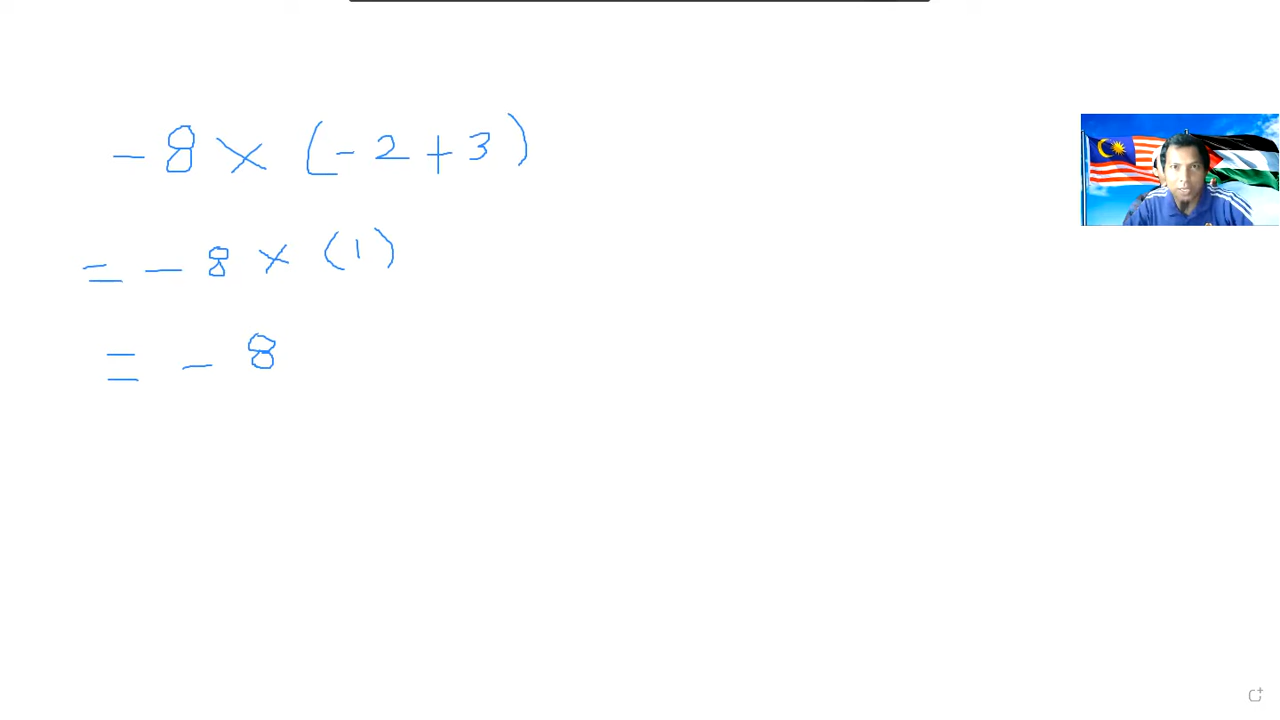 - 8 × (-2 + 3)
= - 8 × (1)
= - 8